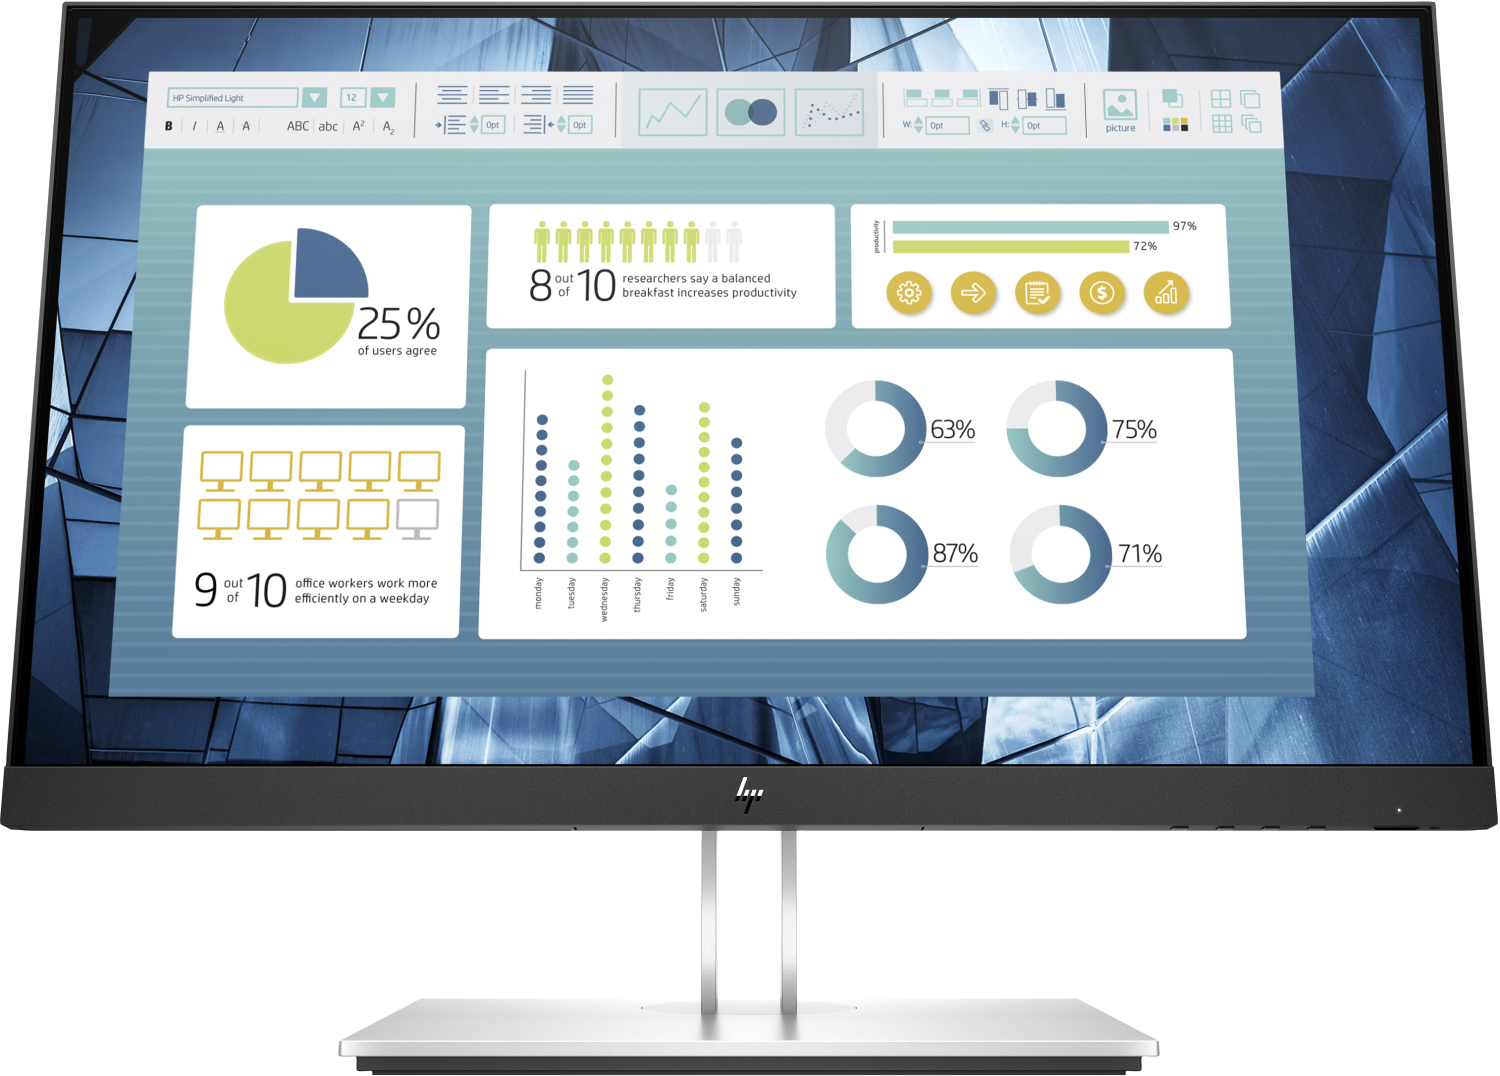 HP Simplified Light
12
B I A A ABC abc A² A₂
0pt
0pt
W: 0pt
H: 0pt
picture
25%
of users agree
8 out of 10
researchers say a balanced
breakfast increases productivity
productivity
97%
72%
9 out of 10
office workers work more
efficiently on a weekday
monday
tuesday
wednesday
thursday
friday
saturday
sunday
63%
75%
87%
71%
hp